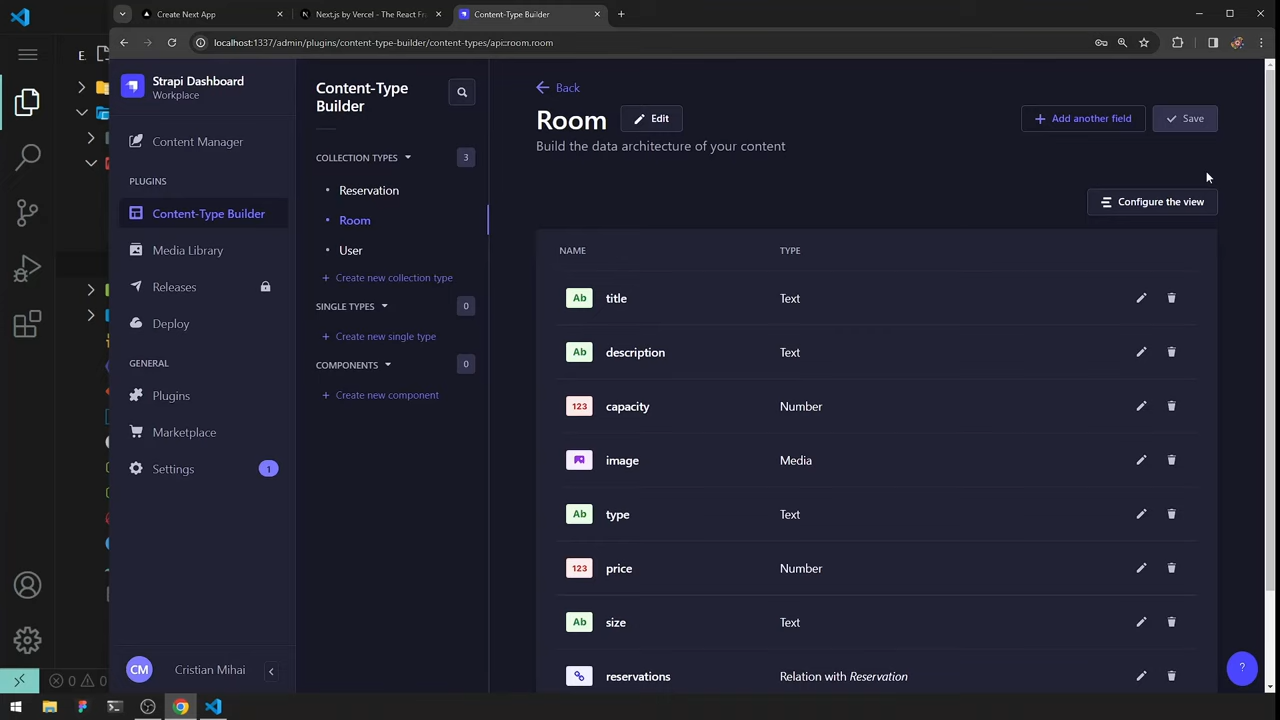 Create Next App
Next.js by Vercel - The React Fr
Content-Type Builder
localhost:1337/admin/plugins/content-type-builder/content-types/api::room.room
E
Strapi Dashboard
Workplace
Content Manager
PLUGINS
Content-Type Builder
Media Library
Releases
Deploy
GENERAL
Plugins
Marketplace
Settings
1
CM
Cristian Mihai
Content-Type
Builder
COLLECTION TYPES
3
Reservation
Room
User
Create new collection type
SINGLE TYPES
0
Create new single type
COMPONENTS
0
Create new component
Back
Room
Edit
Add another field
Save
Build the data architecture of your content
Configure the view
NAME TYPE
Ab title Text
Ab description Text
123 capacity Number
image Media
Ab type Text
123 price Number
Ab size Text
reservations Relation with Reservation
?
0 0